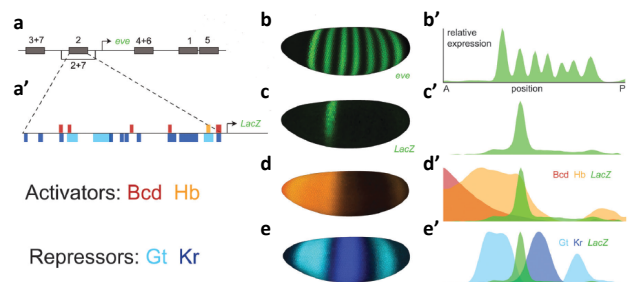 a
3+7 2 eve 4+6 1 5
2+7
a'
LacZ
Activators: Bcd Hb
Repressors: Gt Kr
b
eve
b'
relative
expression
A position P
c
LacZ
c'
d
d'
Bcd Hb LacZ
e
e'
Gt Kr LacZ